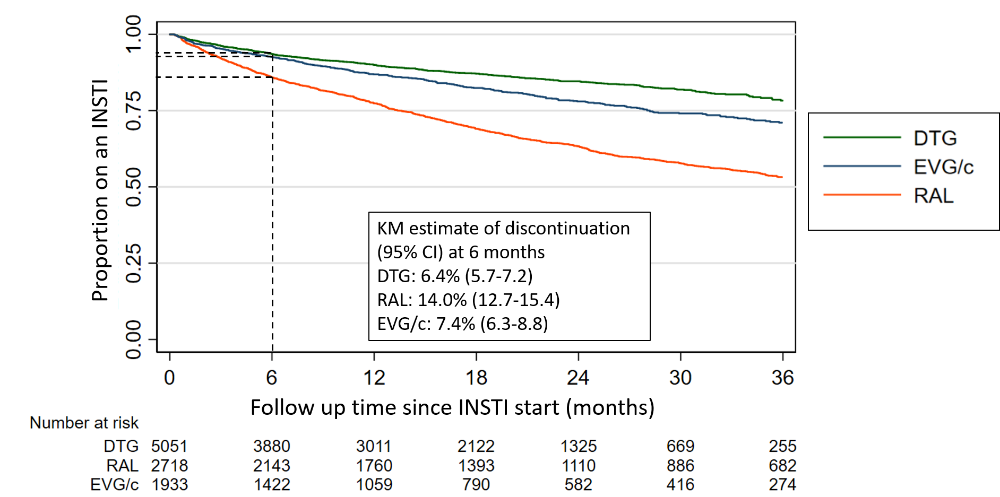 Proportion on an INSTI
1.00
0.75
0.50
0.25
0.00
DTG
EVG/c
RAL
KM estimate of discontinuation
(95% CI) at 6 months
DTG: 6.4% (5.7-7.2)
RAL: 14.0% (12.7-15.4)
EVG/c: 7.4% (6.3-8.8)
0 6 12 18 24 30 36
Follow up time since INSTI start (months)
Number at risk
DTG 5051 3880 3011 2122 1325 669 255
RAL 2718 2143 1760 1393 1110 886 682
EVG/c 1933 1422 1059 790 582 416 274